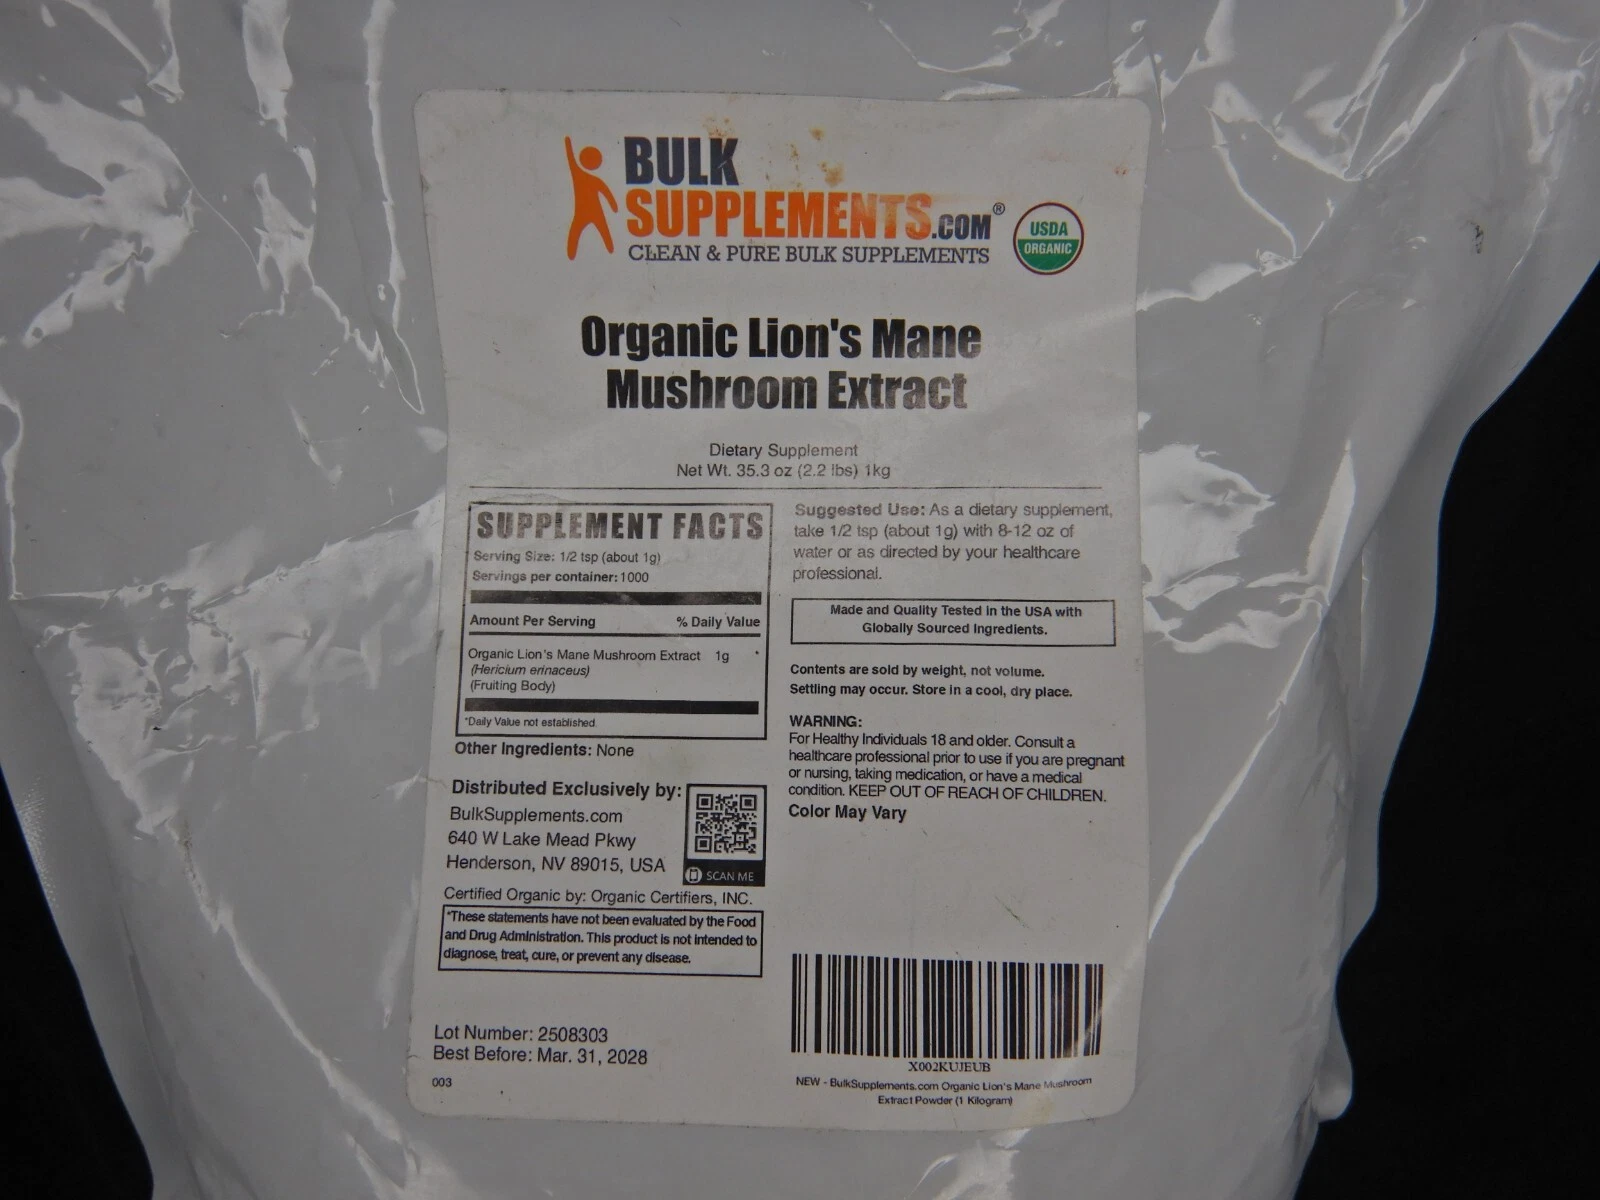 BULK
SUPPLEMENTS.COM®
CLEAN & PURE BULK SUPPLEMENTS
USDA
ORGANIC
Organic Lion's Mane
Mushroom Extract
Dietary Supplement
Net Wt. 35.3 oz (2.2 lbs) 1kg
SUPPLEMENT FACTS
Serving Size: 1/2 tsp (about 1g)
Servings per container: 1000
Amount Per Serving % Daily Value
Organic Lion's Mane Mushroom Extract 1g *
(Hericium erinaceus)
(Fruiting Body)
*Daily Value not established.
Other Ingredients: None
Distributed Exclusively by:
BulkSupplements.com
640 W Lake Mead Pkwy
Henderson, NV 89015, USA
SCAN ME
Certified Organic by: Organic Certifiers, INC.
*These statements have not been evaluated by the Food
and Drug Administration. This product is not intended to
diagnose, treat, cure, or prevent any disease.
Lot Number: 2508303
Best Before: Mar. 31, 2028
003
Suggested Use: As a dietary supplement,
take 1/2 tsp (about 1g) with 8-12 oz of
water or as directed by your healthcare
professional.
Made and Quality Tested in the USA with
Globally Sourced Ingredients.
Contents are sold by weight, not volume.
Settling may occur. Store in a cool, dry place.
WARNING:
For Healthy Individuals 18 and older. Consult a
healthcare professional prior to use if you are pregnant
or nursing, taking medication, or have a medical
condition. KEEP OUT OF REACH OF CHILDREN.
Color May Vary
X002KUJEUB
NEW - BulkSupplements.com Organic Lion's Mane Mushroom
Extract Powder (1 Kilogram)